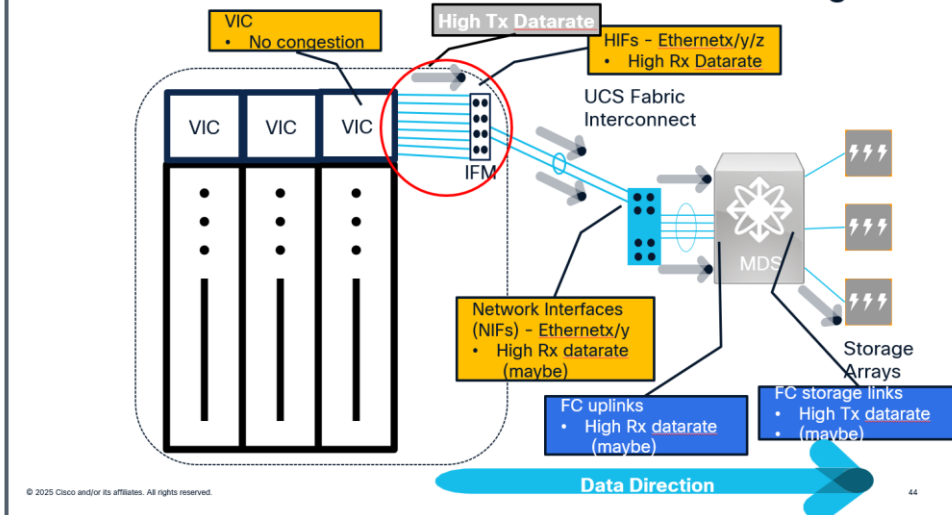 High Tx Datarate
VIC
• No congestion
HIFs - Ethernetx/y/z
• High Rx Datarate
UCS Fabric
Interconnect
VIC
VIC
VIC
IFM
MDS
Network Interfaces
(NIFs) - Ethernetx/y
• High Rx datarate
(maybe)
Storage
Arrays
FC uplinks
• High Rx datarate
(maybe)
FC storage links
• High Tx datarate
• (maybe)
Data Direction
© 2025 Cisco and/or its affiliates. All rights reserved.
44